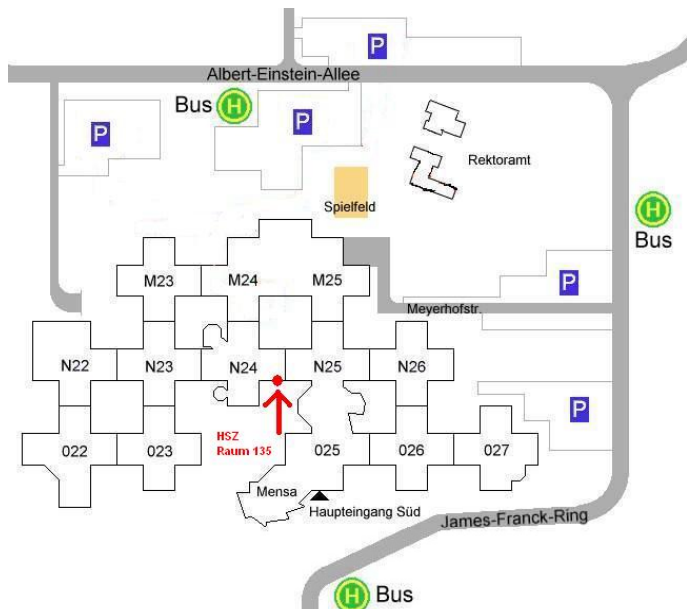 P
Albert-Einstein-Allee
Bus H
P
P
Rektoramt
Spielfeld
H
Bus
M23
M24
M25
P
Meyerhofstr.
N22
N23
N24
N25
N26
P
HSZ
Raum 135
022
023
025
026
027
Mensa
Haupteingang Süd
James-Franck-Ring
H Bus